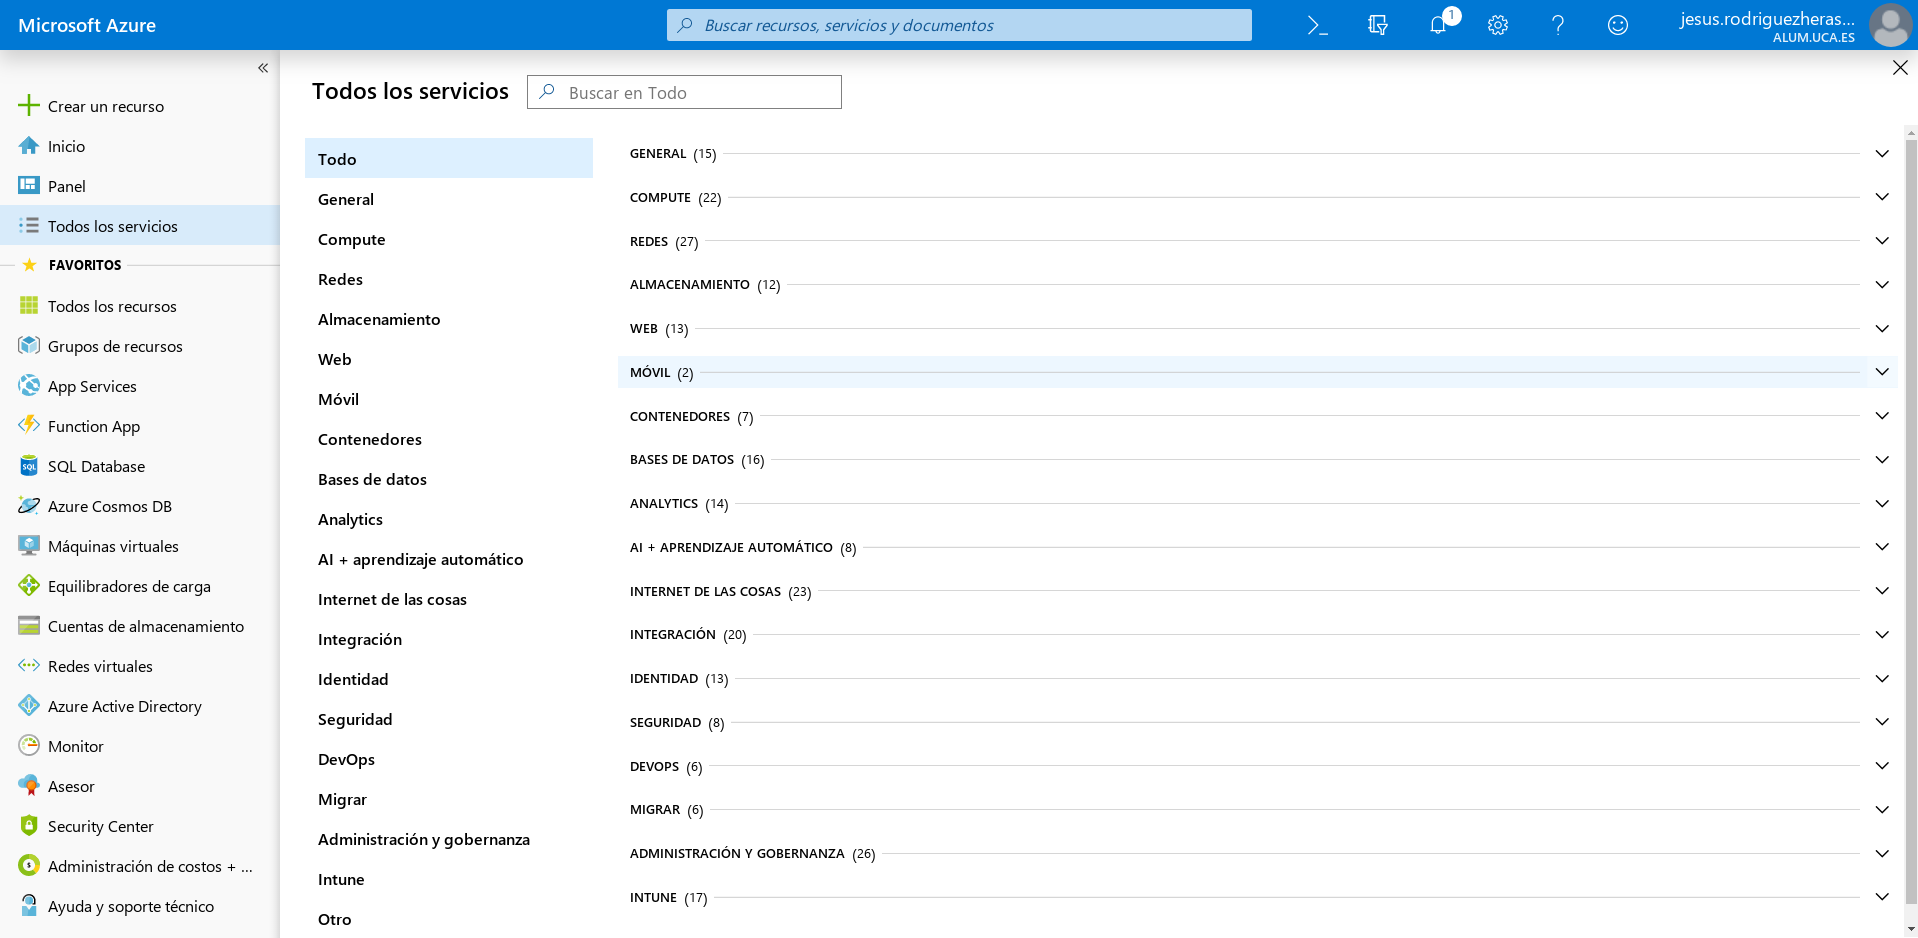 Microsoft Azure
Buscar recursos, servicios y documentos
1
jesus.rodriguezheras...
ALUM.UCA.ES
«
Crear un recurso
Inicio
Panel
Todos los servicios
FAVORITOS
Todos los recursos
Grupos de recursos
App Services
Function App
SQL Database
Azure Cosmos DB
Máquinas virtuales
Equilibradores de carga
Cuentas de almacenamiento
Redes virtuales
Azure Active Directory
Monitor
Asesor
Security Center
Administración de costos + ...
Ayuda y soporte técnico
Todos los servicios
Buscar en Todo
Todo
General
Compute
Redes
Almacenamiento
Web
Móvil
Contenedores
Bases de datos
Analytics
AI + aprendizaje automático
Internet de las cosas
Integración
Identidad
Seguridad
DevOps
Migrar
Administración y gobernanza
Intune
Otro
GENERAL (15)
COMPUTE (22)
REDES (27)
ALMACENAMIENTO (12)
WEB (13)
MÓVIL (2)
CONTENEDORES (7)
BASES DE DATOS (16)
ANALYTICS (14)
AI + APRENDIZAJE AUTOMÁTICO (8)
INTERNET DE LAS COSAS (23)
INTEGRACIÓN (20)
IDENTIDAD (13)
SEGURIDAD (8)
DEVOPS (6)
MIGRAR (6)
ADMINISTRACIÓN Y GOBERNANZA (26)
INTUNE (17)